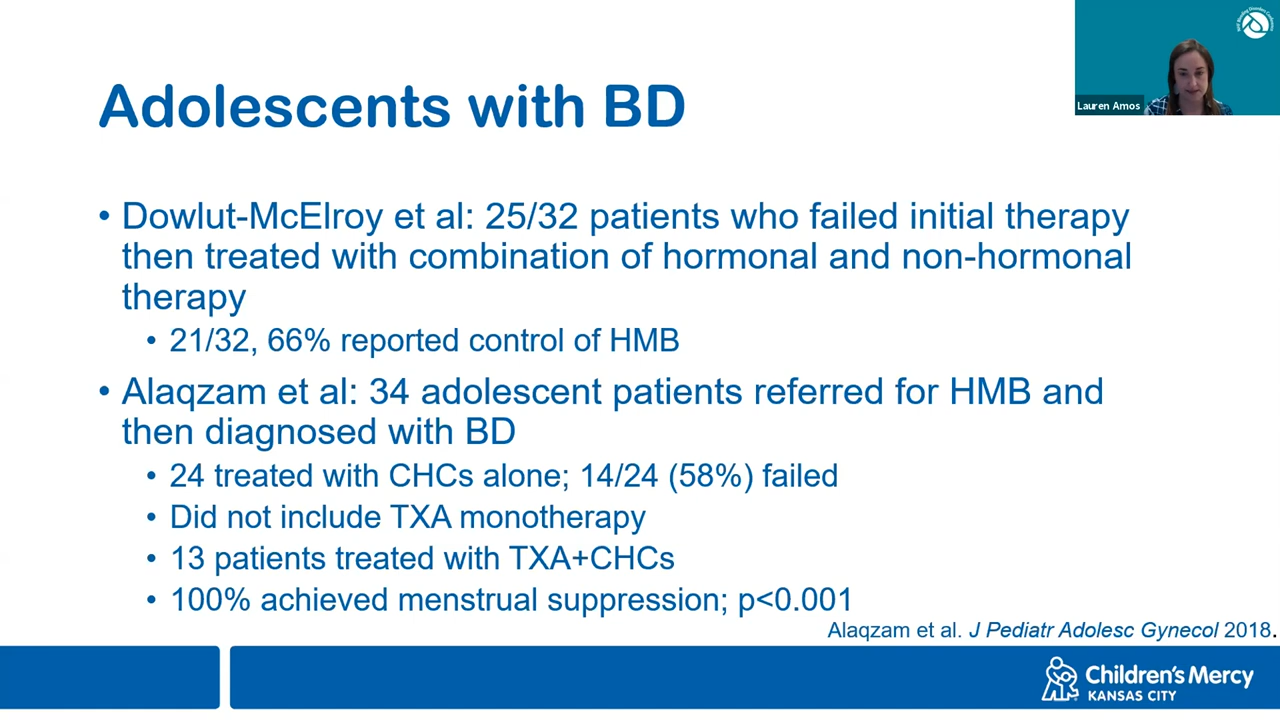 Lauren Amos
Adolescents with BD
• Dowlut-McElroy et al: 25/32 patients who failed initial therapy
then treated with combination of hormonal and non-hormonal
therapy
• 21/32, 66% reported control of HMB
• Alaqzam et al: 34 adolescent patients referred for HMB and
then diagnosed with BD
• 24 treated with CHCs alone; 14/24 (58%) failed
• Did not include TXA monotherapy
• 13 patients treated with TXA+CHCs
• 100% achieved menstrual suppression; p<0.001
Alaqzam et al. J Pediatr Adolesc Gynecol 2018.
Children's Mercy
KANSAS CITY